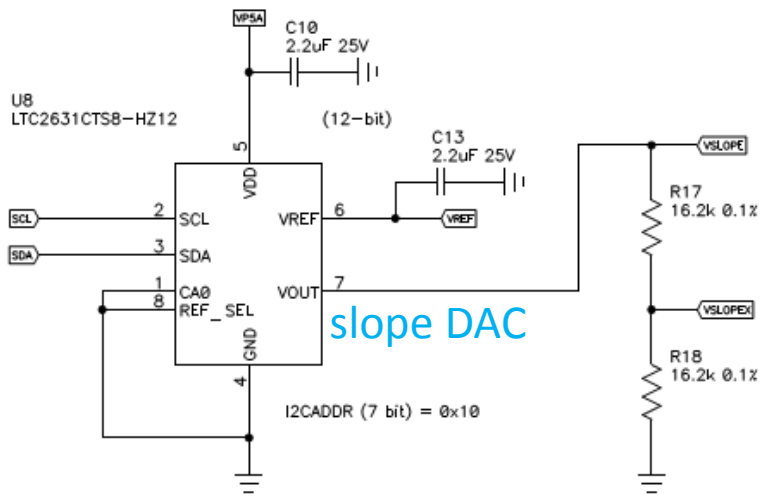 VP5A
C10
2.2uF 25V
U8
LTC2631CTS8-HZ12
(12-bit)
C13
2.2uF 25V
5
VDD
VSLOPE
R17
16.2k 0.1%
SCL
2
SCL
VREF
6
VREF
SDA
3
SDA
1
CA0
VOUT
7
8
REF_SEL
slope DAC
VSLOPEX
GND
4
R18
16.2k 0.1%
I2CADDR (7 bit) = 0x10